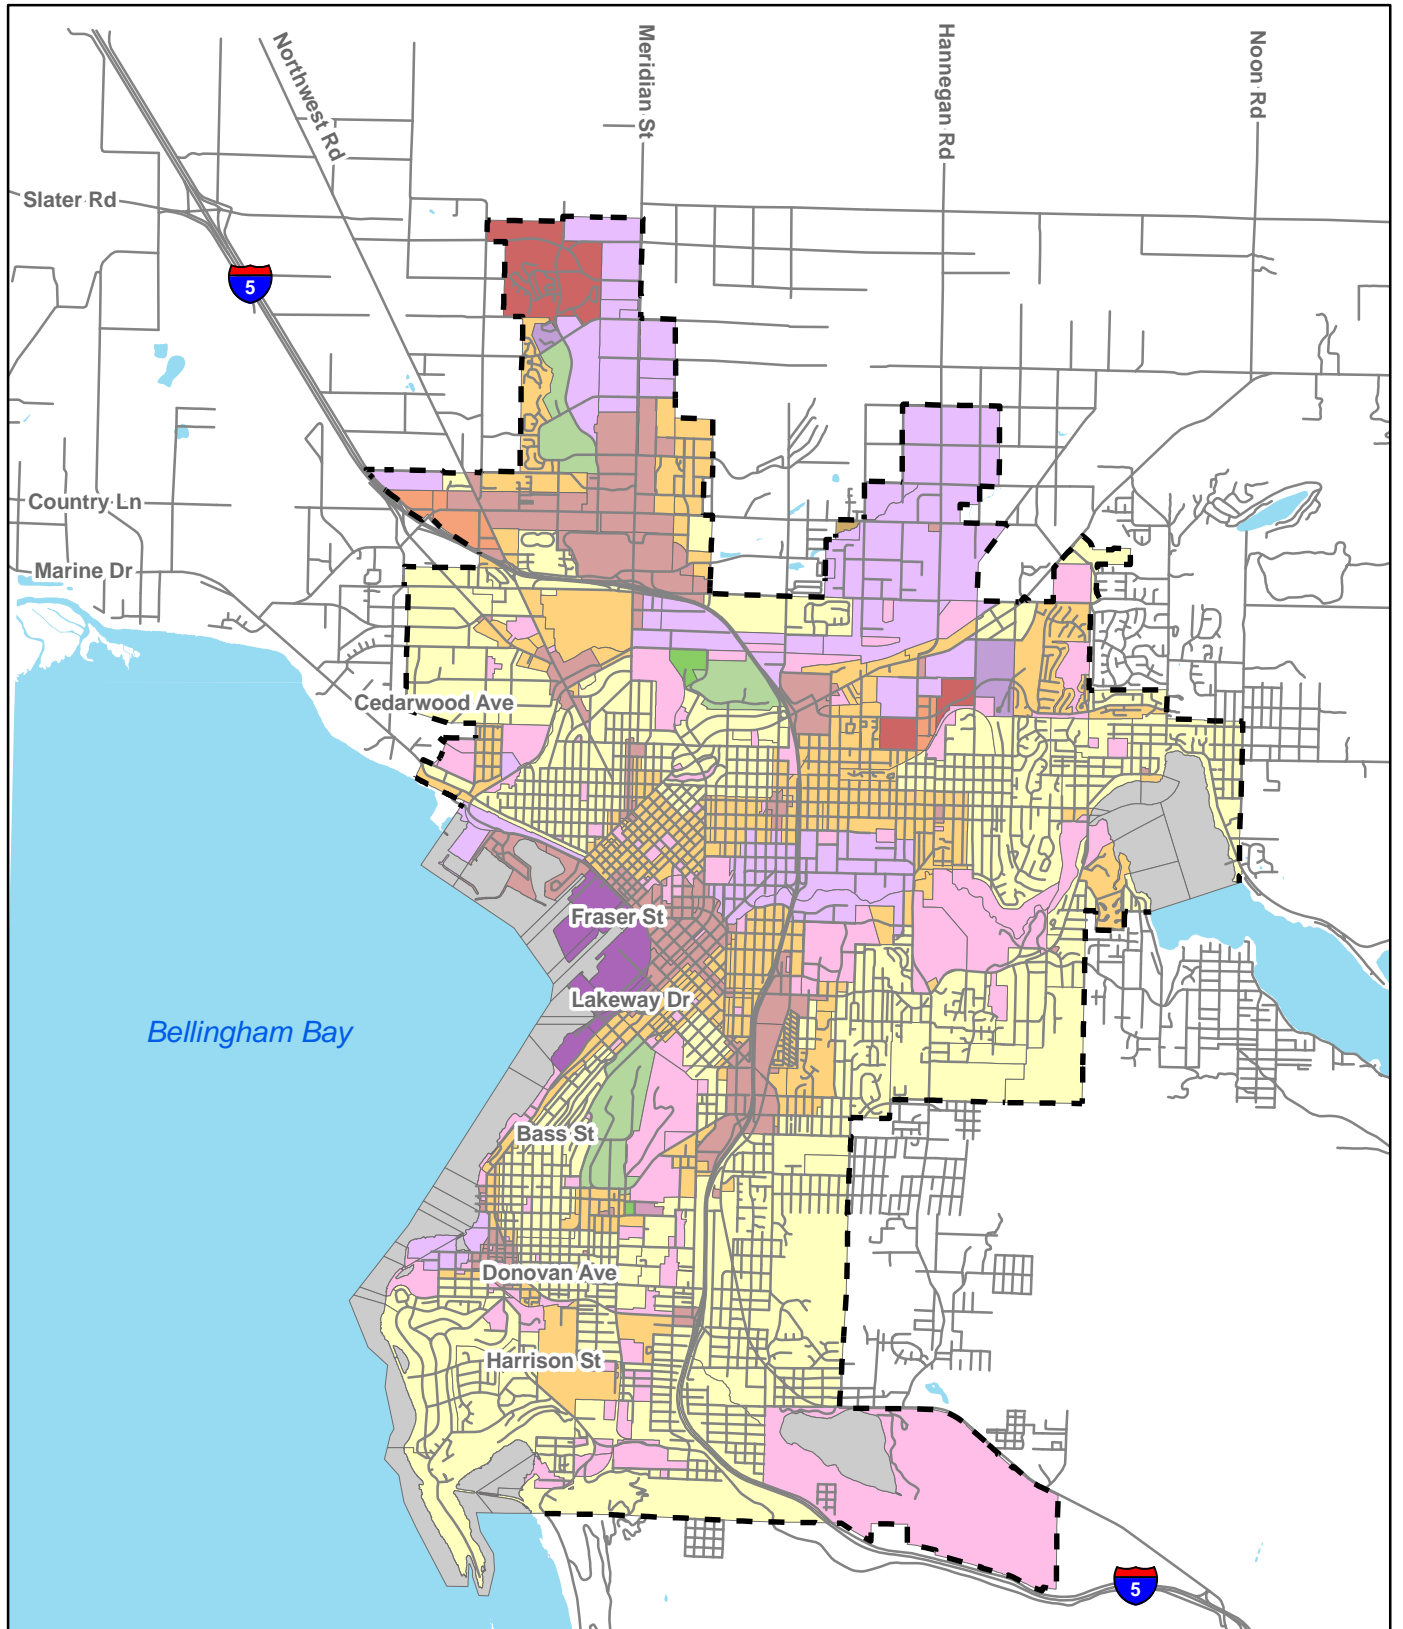 Northwest Rd
Meridian St
Hannegan Rd
Noon Rd
Slater Rd
5
Country Ln
Marine Dr
Cedarwood Ave
Fraser St
Lakeway Dr
Bellingham Bay
Bass St
Donovan Ave
Harrison St
5